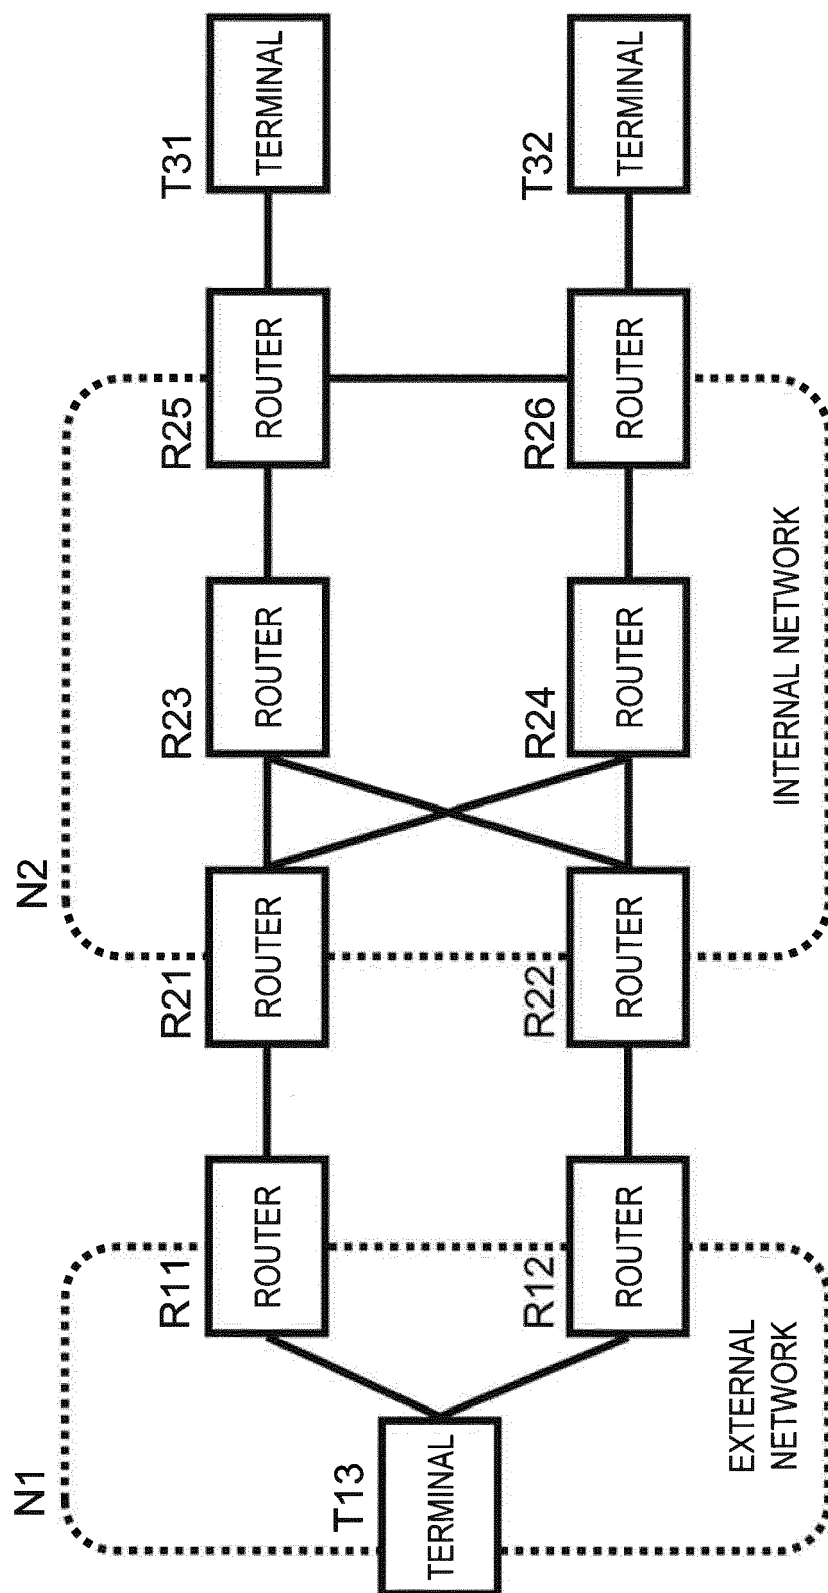 N1
T13
TERMINAL
EXTERNAL
NETWORK
R11
ROUTER
R12
ROUTER
N2
R21
ROUTER
R22
ROUTER
R23
ROUTER
R24
ROUTER
INTERNAL NETWORK
R25
ROUTER
R26
ROUTER
T31
TERMINAL
T32
TERMINAL